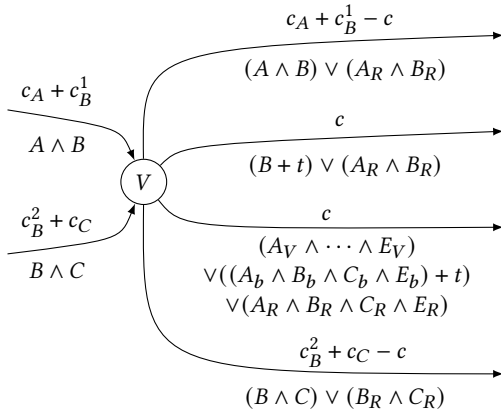 c_A + c_B^1 − c
(A ∧ B) ∨ (A_R ∧ B_R)
c_A + c_B^1
A ∧ B
c
(B + t) ∨ (A_R ∧ B_R)
V
c_B^2 + c_C
B ∧ C
c
(A_V ∧ ⋯ ∧ E_V)
∨((A_b ∧ B_b ∧ C_b ∧ E_b) + t)
∨(A_R ∧ B_R ∧ C_R ∧ E_R)
c_B^2 + c_C − c
(B ∧ C) ∨ (B_R ∧ C_R)